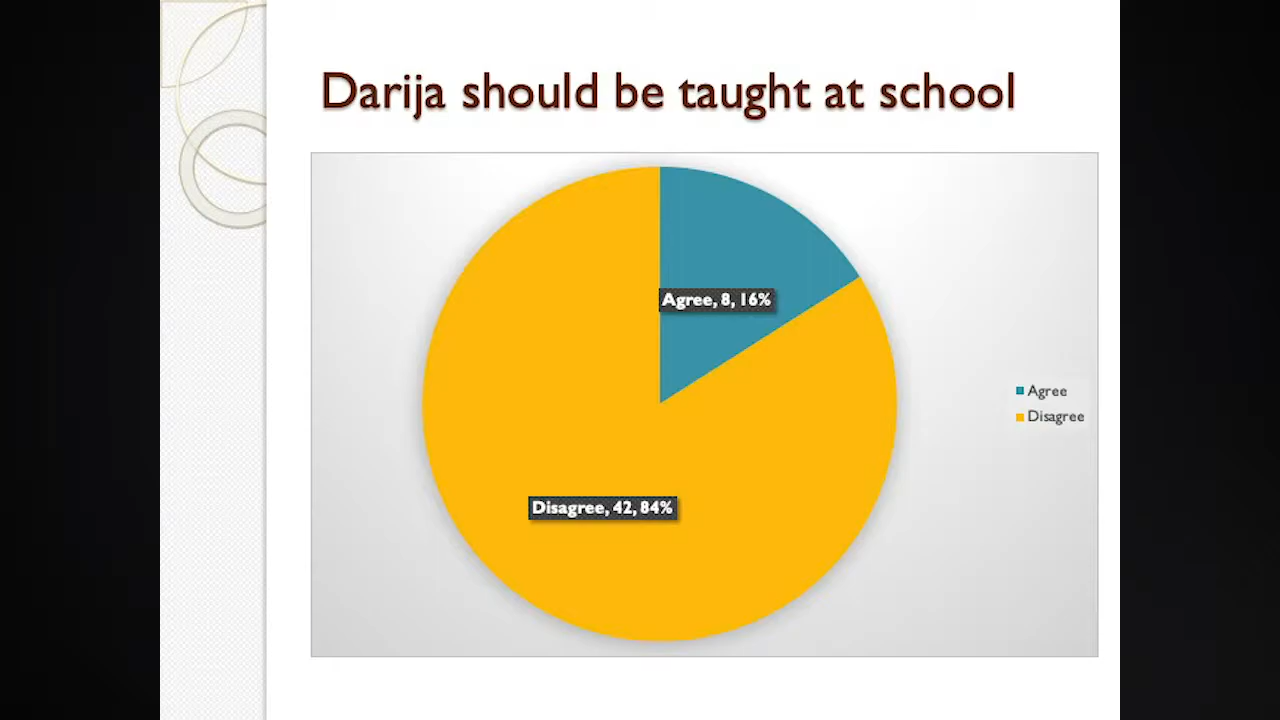 Darija should be taught at school
Agree, 8, 16%
Agree
Disagree
Disagree, 42, 84%